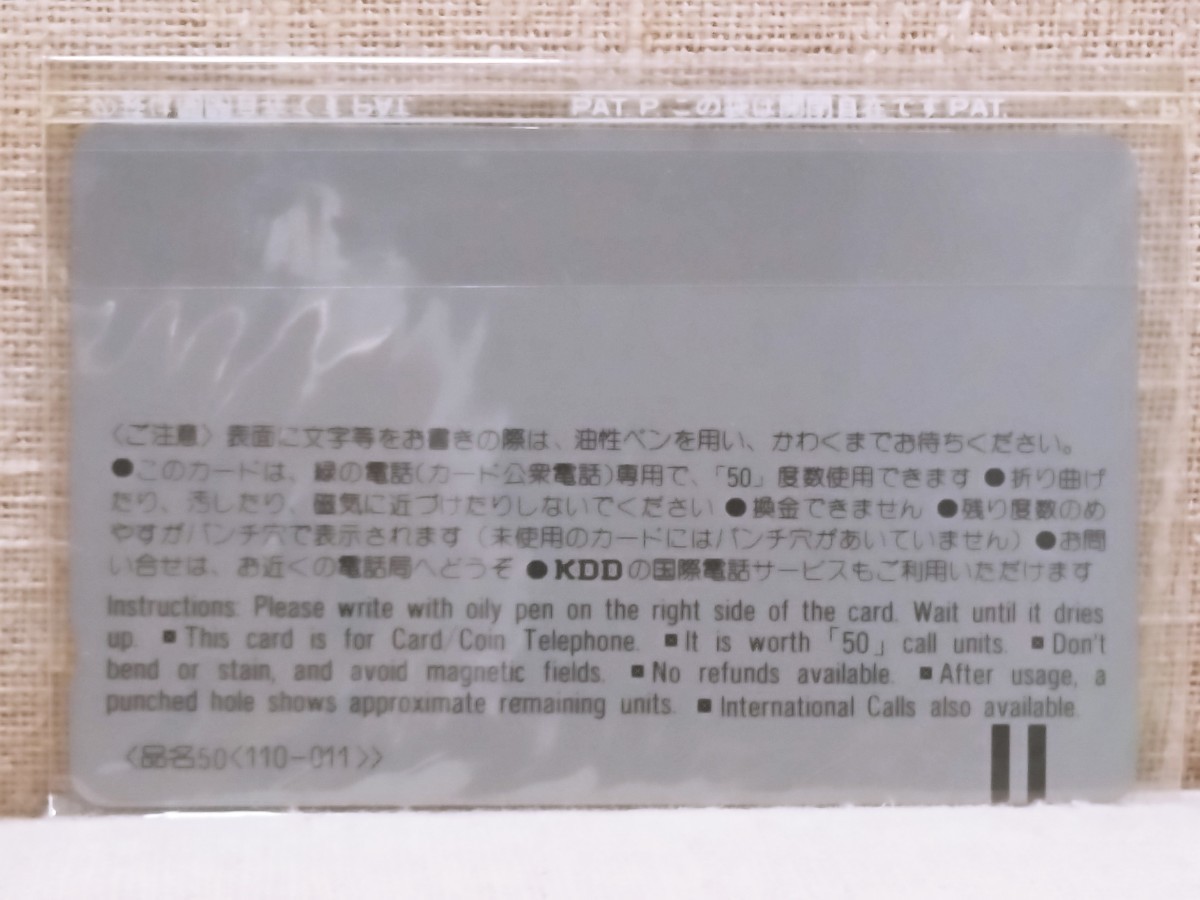 PAT P この袋は開閉自在です PAT.
〈ご注意〉表面に文字等をお書きの際は、油性ペンを用い、かわくまでお待ちください。
●このカードは、緑の電話(カード公衆電話)専用で、「50」度数使用できます ●折り曲げ
たり、汚したり、磁気に近づけたりしないでください ●換金できません ●残り度数のめ
やすがパンチ穴で表示されます(未使用のカードにはパンチ穴があいていません) ●お問
い合せは、お近くの電話局へどうぞ ●KDDの国際電話サービスもご利用いただけます
Instructions: Please write with oily pen on the right side of the card. Wait until it dries
up. ▪This card is for Card/Coin Telephone. ▪It is worth「50」call units. ▪Don't
bend or stain, and avoid magnetic fields. ▪No refunds available. ▪After usage, a
punched hole shows approximate remaining units. ▪International Calls also available.
〈品名50〈110-011〉〉